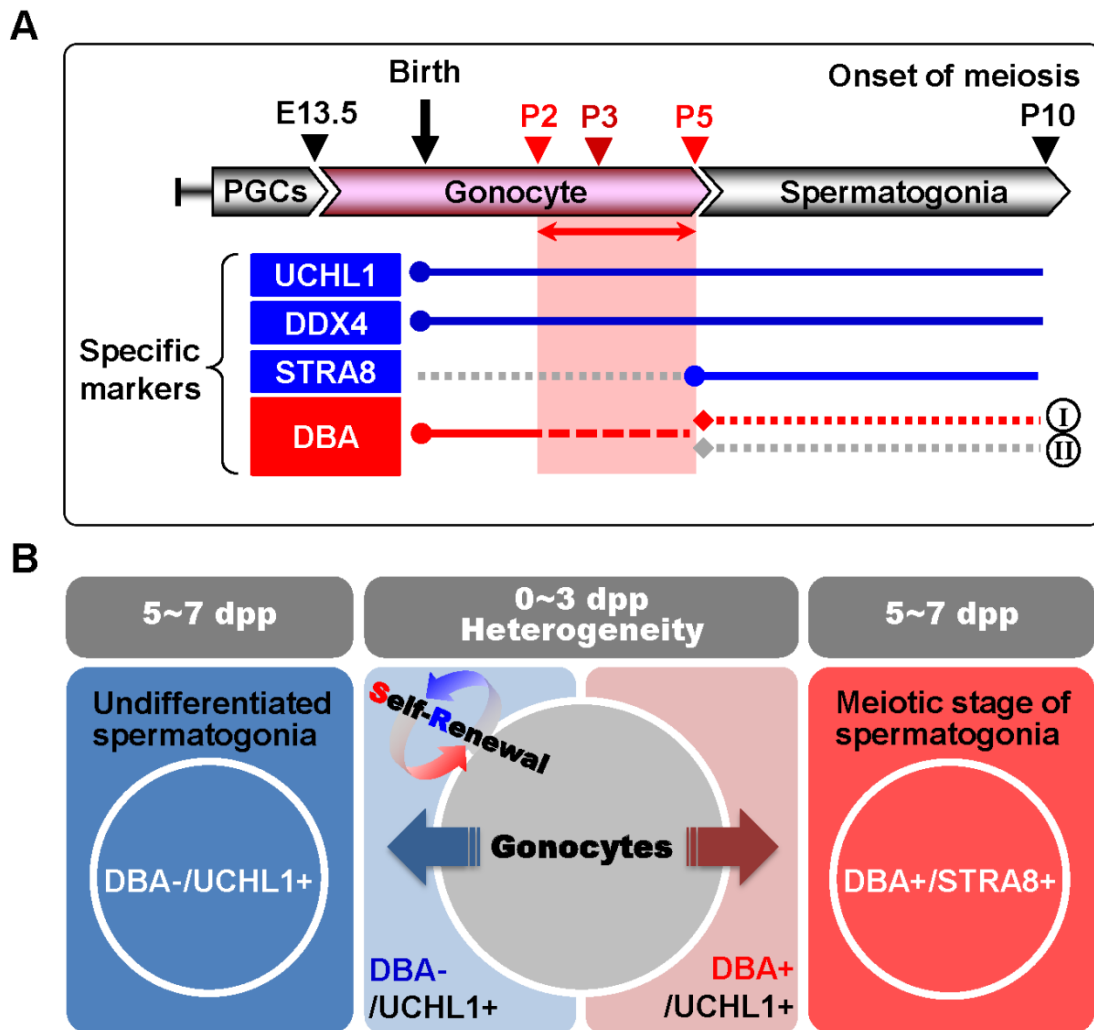 A
Birth
Onset of meiosis
E13.5
P2
P3
P5
P10
PGCs
Gonocyte
Spermatogonia
Specific
markers
UCHL1
DDX4
STRA8
DBA
I
II
B
5~7 dpp
0~3 dpp
Heterogeneity
5~7 dpp
Undifferentiated
spermatogonia
Self-Renewal
Meiotic stage of
spermatogonia
DBA-/UCHL1+
Gonocytes
DBA+/STRA8+
DBA-
/UCHL1+
DBA+
/UCHL1+